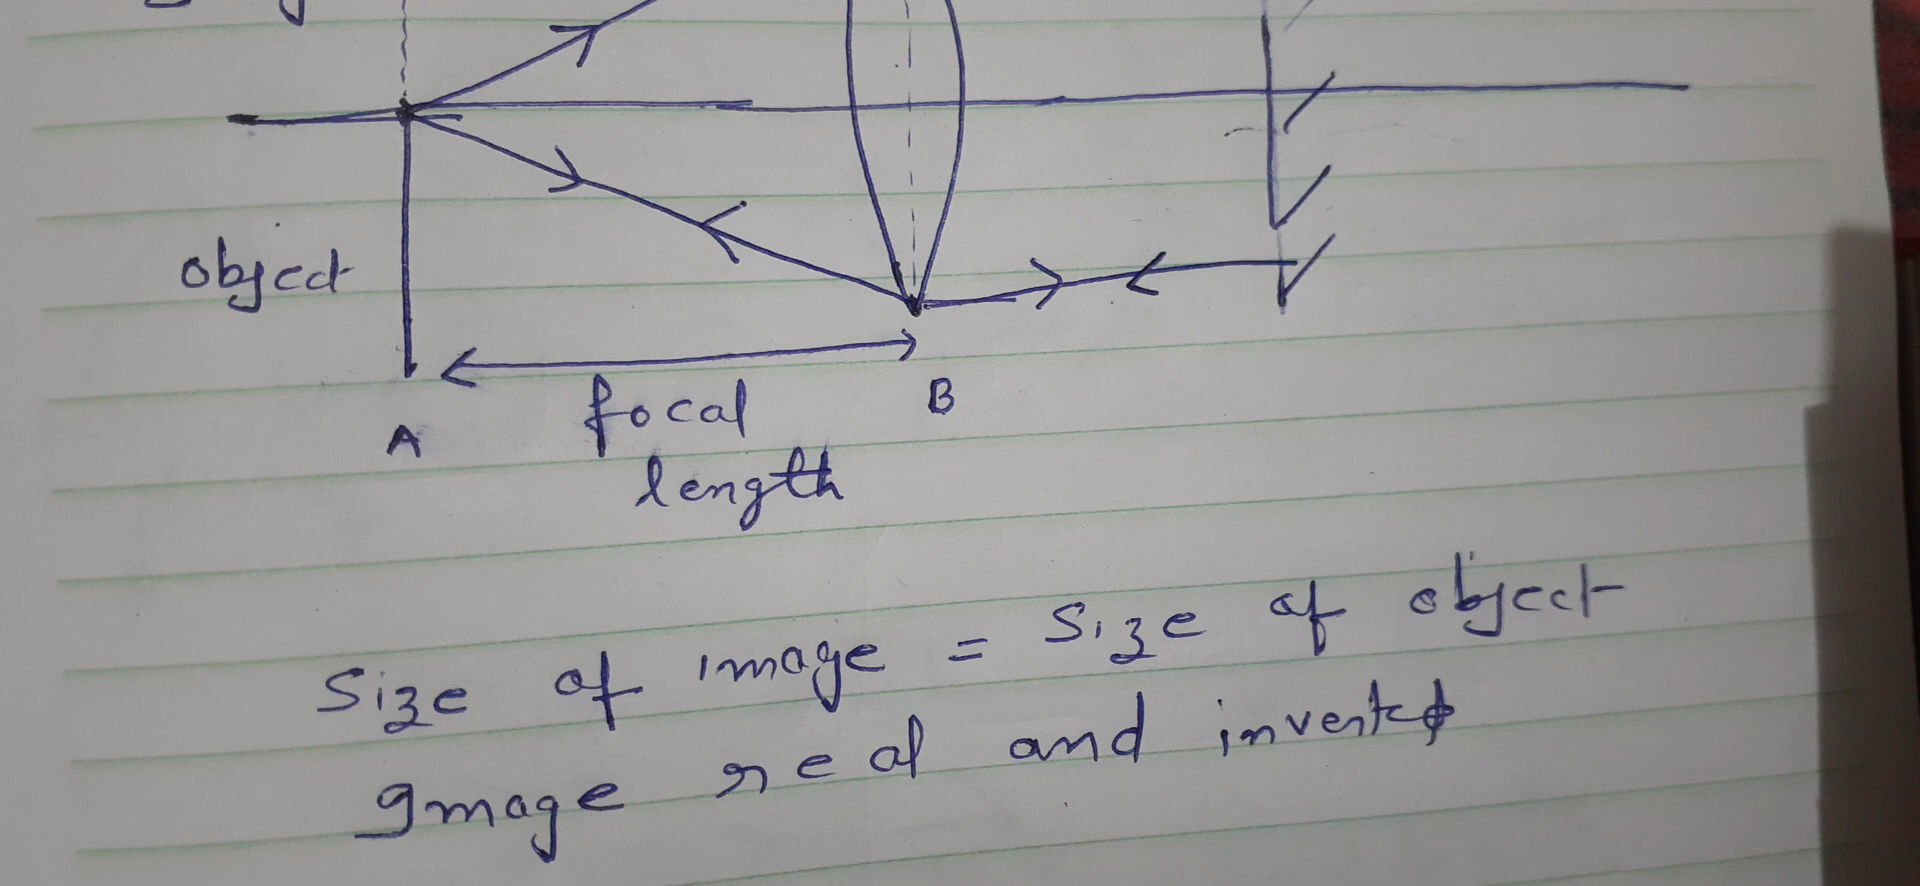 object
A
focal
B
length
Size of image = Size of object
Image real and inverted